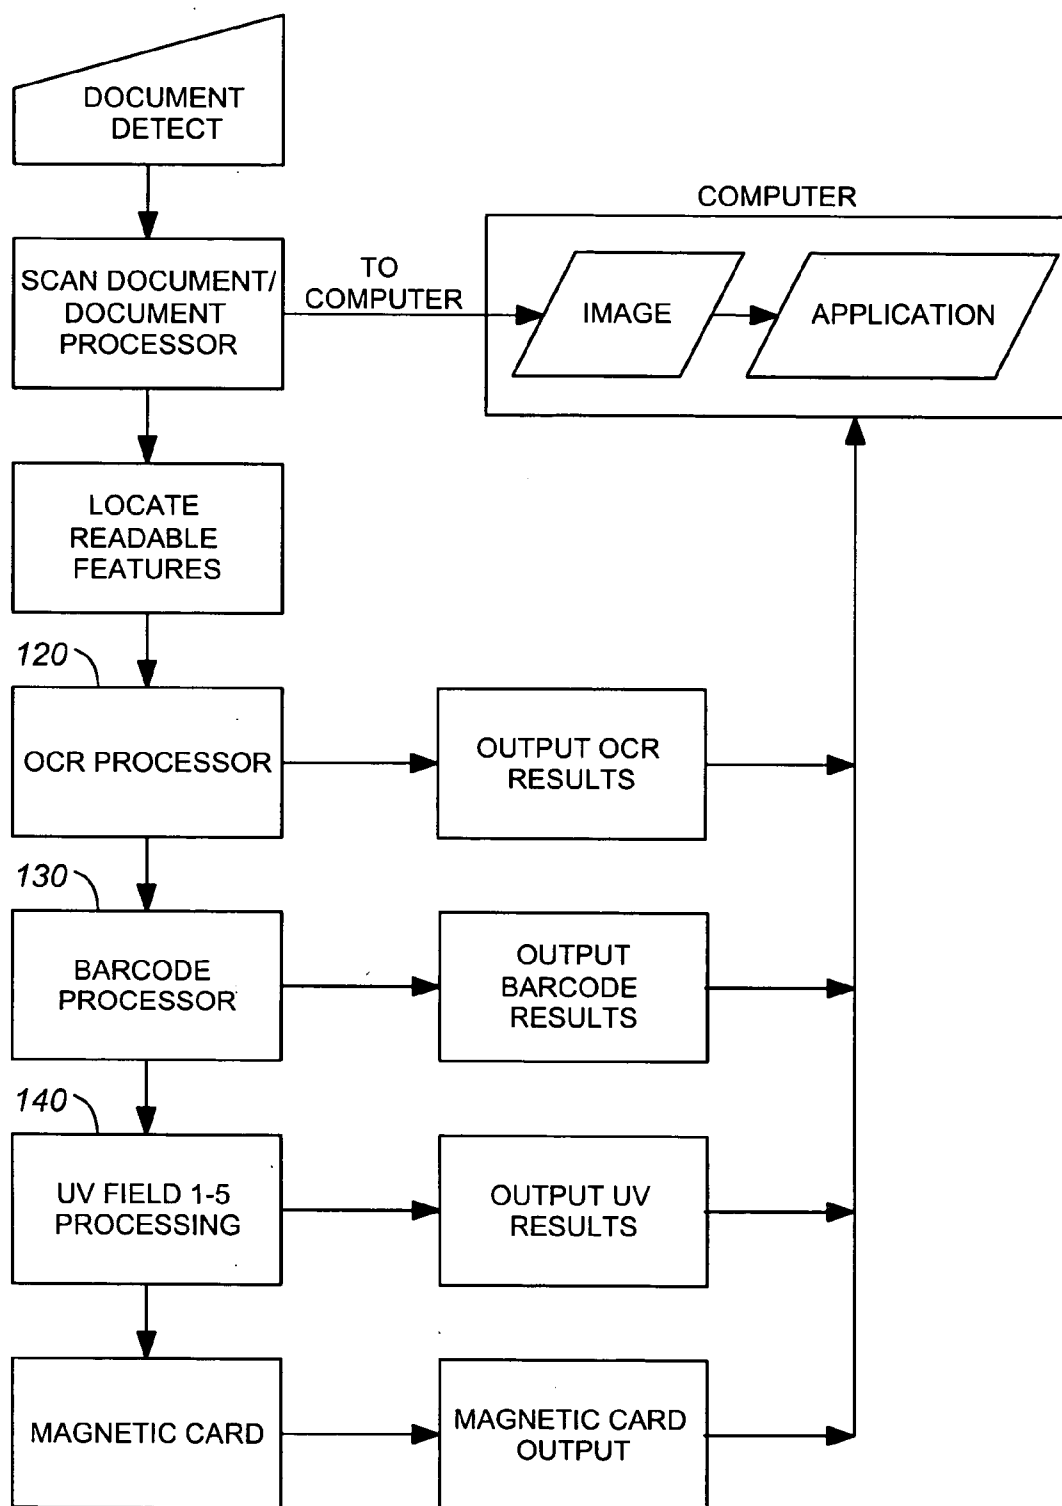 DOCUMENT
DETECT
COMPUTER
SCAN DOCUMENT/
DOCUMENT
PROCESSOR
TO
COMPUTER
IMAGE
APPLICATION
LOCATE
READABLE
FEATURES
120
OCR PROCESSOR
OUTPUT OCR
RESULTS
130
BARCODE
PROCESSOR
OUTPUT
BARCODE
RESULTS
140
UV FIELD 1-5
PROCESSING
OUTPUT UV
RESULTS
MAGNETIC CARD
MAGNETIC CARD
OUTPUT